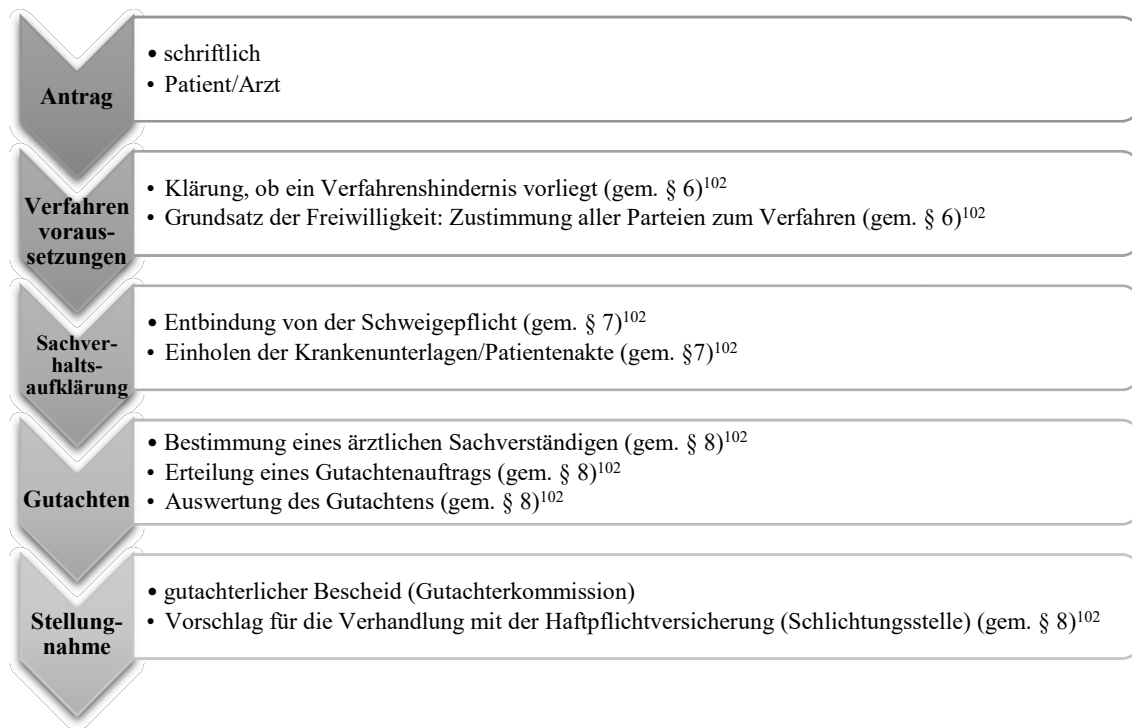 Antrag
• schriftlich
• Patient/Arzt
Verfahren
voraus-
setzungen
• Klärung, ob ein Verfahrenshindernis vorliegt (gem. § 6)¹⁰²
• Grundsatz der Freiwilligkeit: Zustimmung aller Parteien zum Verfahren (gem. § 6)¹⁰²
Sachver-
halts-
aufklärung
• Entbindung von der Schweigepflicht (gem. § 7)¹⁰²
• Einholen der Krankenunterlagen/Patientenakte (gem. §7)¹⁰²
Gutachten
• Bestimmung eines ärztlichen Sachverständigen (gem. § 8)¹⁰²
• Erteilung eines Gutachtenauftrags (gem. § 8)¹⁰²
• Auswertung des Gutachtens (gem. § 8)¹⁰²
Stellung-
nahme
• gutachterlicher Bescheid (Gutachterkommission)
• Vorschlag für die Verhandlung mit der Haftpflichtversicherung (Schlichtungsstelle) (gem. § 8)¹⁰²